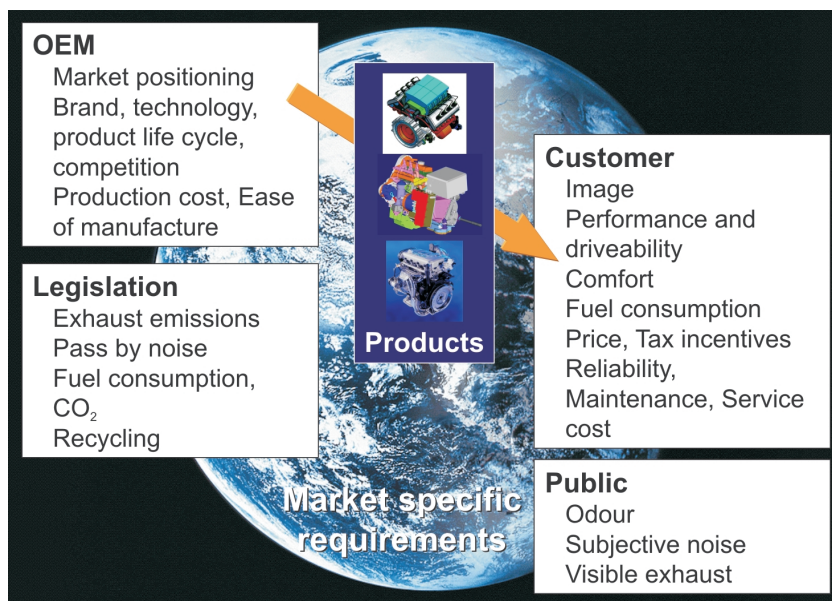 OEM
Market positioning
Brand, technology,
product life cycle,
competition
Production cost, Ease
of manufacture
Legislation
Exhaust emissions
Pass by noise
Fuel consumption,
CO₂
Recycling
Products
Customer
Image
Performance and
driveability
Comfort
Fuel consumption
Price, Tax incentives
Reliability,
Maintenance, Service
cost
Public
Odour
Subjective noise
Visible exhaust
Market specific
requirements